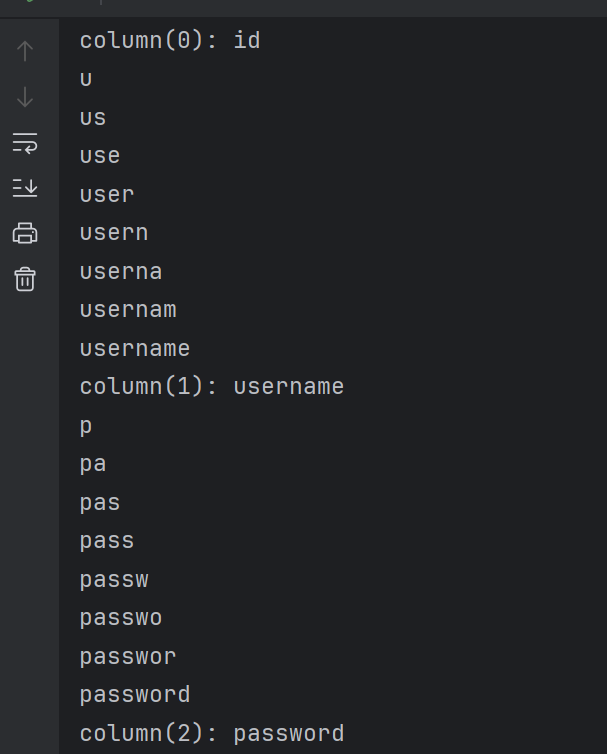 column(0): id
u
us
use
user
usern
userna
usernam
username
column(1): username
p
pa
pas
pass
passw
passwo
passwor
password
column(2): password